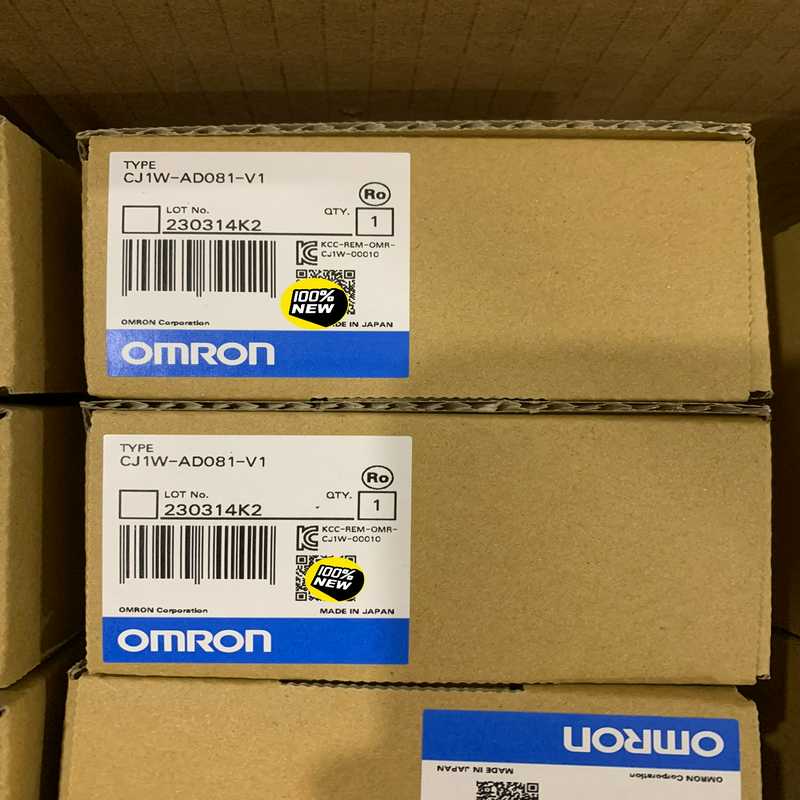 TYPE
CJ1W-AD081-V1
Ro
LOT No.
QTY.
230314K2
1
KCC-REM-OMR-
CJ1W-00010
100%
NEW
OMRON Corporation
DE IN JAPAN
OMRON
TYPE
CJ1W-AD081-V1
Ro
LOT No.
QTY.
230314K2
1
KCC-REM-OMR-
CJ1W-00010
100%
NEW
OMRON Corporation
MADE IN JAPAN
OMRON
OMRON
OMRON Corporation
MADE IN JAPAN